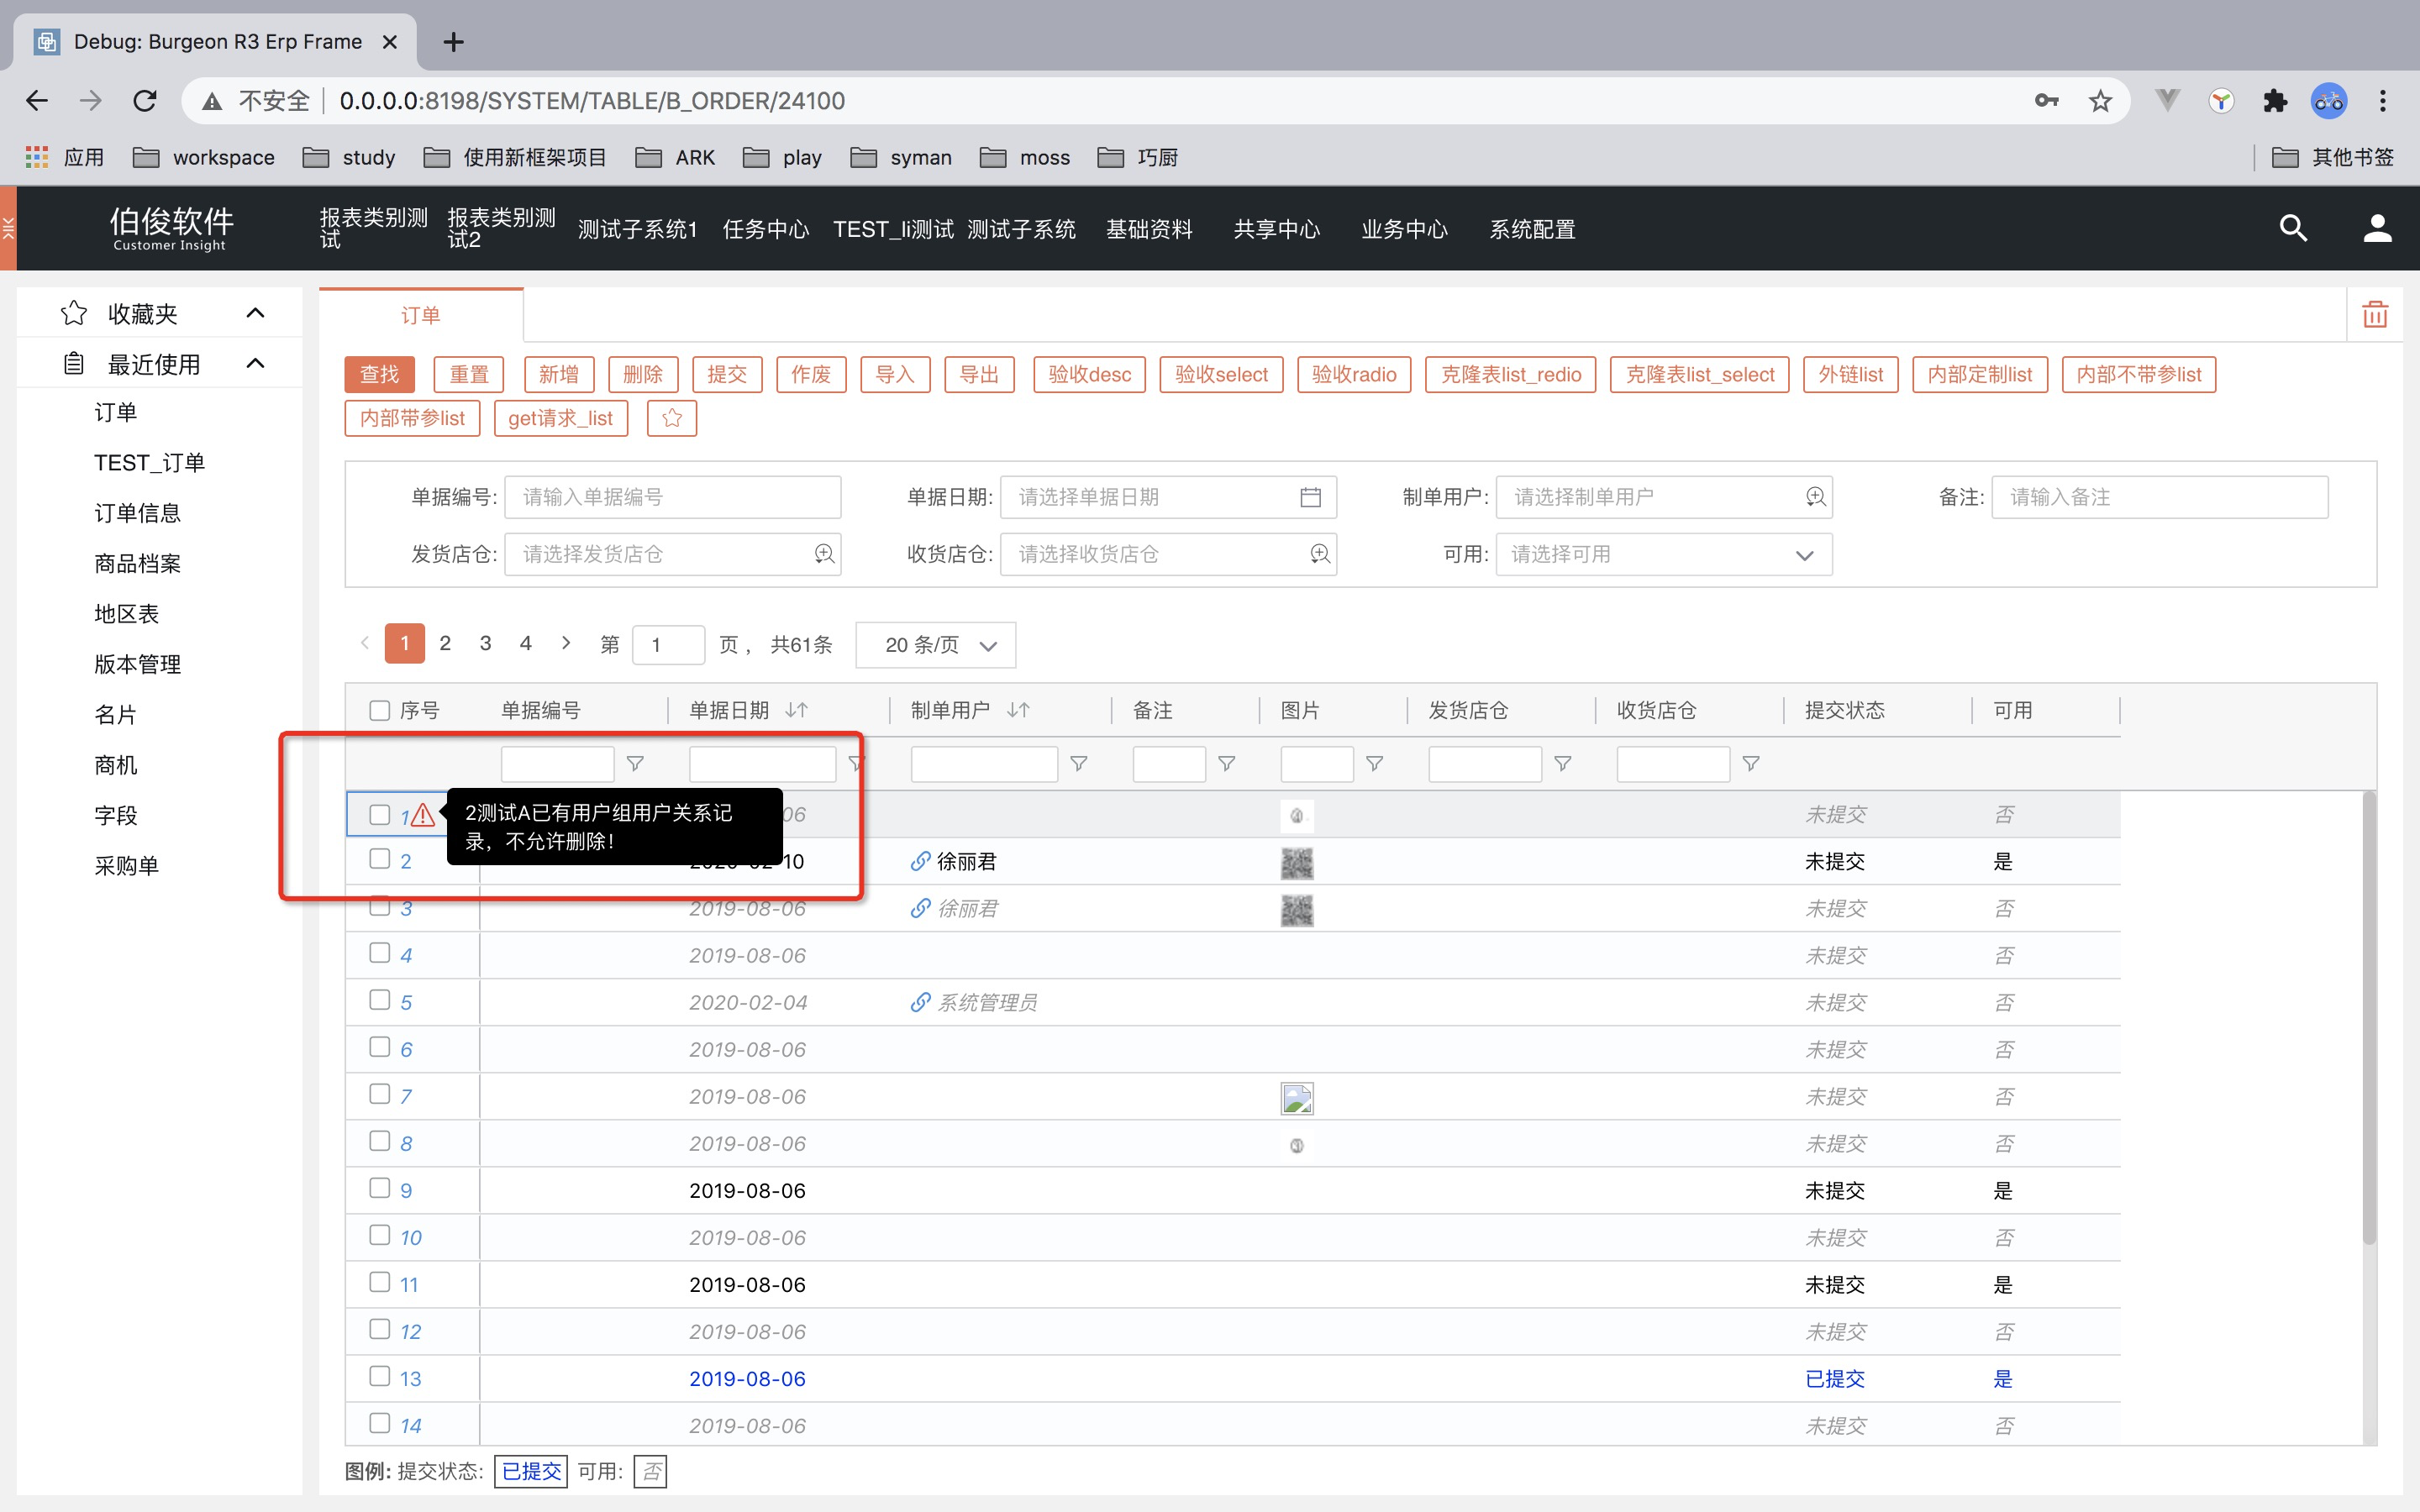 Debug: Burgeon R3 Erp Frame
不安全 0.0.0.0:8198/SYSTEM/TABLE/B_ORDER/24100
应用 workspace study 使用新框架项目 ARK play syman moss 巧厨 其他书签
伯俊软件
Customer Insight
报表类别测试 报表类别测试2 测试子系统1 任务中心 TEST_li测试 测试子系统 基础资料 共享中心 业务中心 系统配置
收藏夹
最近使用
订单
TEST_订单
订单信息
商品档案
地区表
版本管理
名片
商机
字段
采购单
订单
查找 重置 新增 删除 提交 作废 导入 导出 验收desc 验收select 验收radio 克隆表list_redio 克隆表list_select 外链list 内部定制list 内部不带参list
内部带参list get请求_list
单据编号: 请输入单据编号 单据日期: 请选择单据日期 制单用户: 请选择制单用户 备注: 请输入备注
发货店仓: 请选择发货店仓 收货店仓: 请选择收货店仓 可用: 请选择可用
1 2 3 4 第 1 页， 共61条 20 条/页
序号 单据编号 单据日期 制单用户 备注 图片 发货店仓 收货店仓 提交状态 可用
1 06 未提交 否
2测试A已有用户组用户关系记
录，不允许删除!
2 10 徐丽君 未提交 是
3 2019-08-06 徐丽君 未提交 否
4 2019-08-06 未提交 否
5 2020-02-04 系统管理员 未提交 否
6 2019-08-06 未提交 否
7 2019-08-06 未提交 否
8 2019-08-06 未提交 否
9 2019-08-06 未提交 是
10 2019-08-06 未提交 否
11 2019-08-06 未提交 是
12 2019-08-06 未提交 否
13 2019-08-06 已提交 是
14 2019-08-06 未提交 否
图例: 提交状态: 已提交 可用: 否